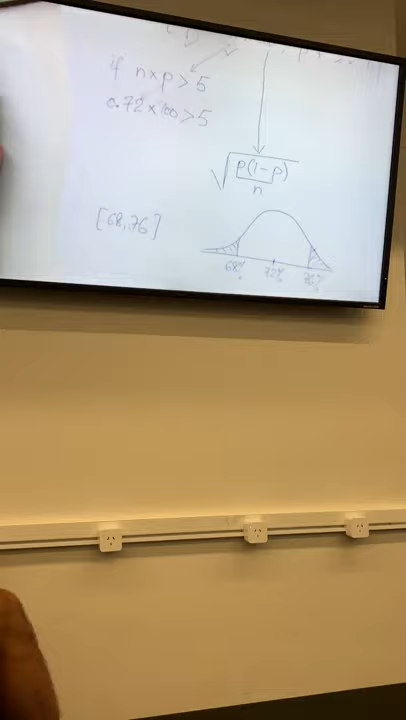 if n×p > 5
0.72×100>5
√p(1-p)
n
[68,76]
68% 72% 76%